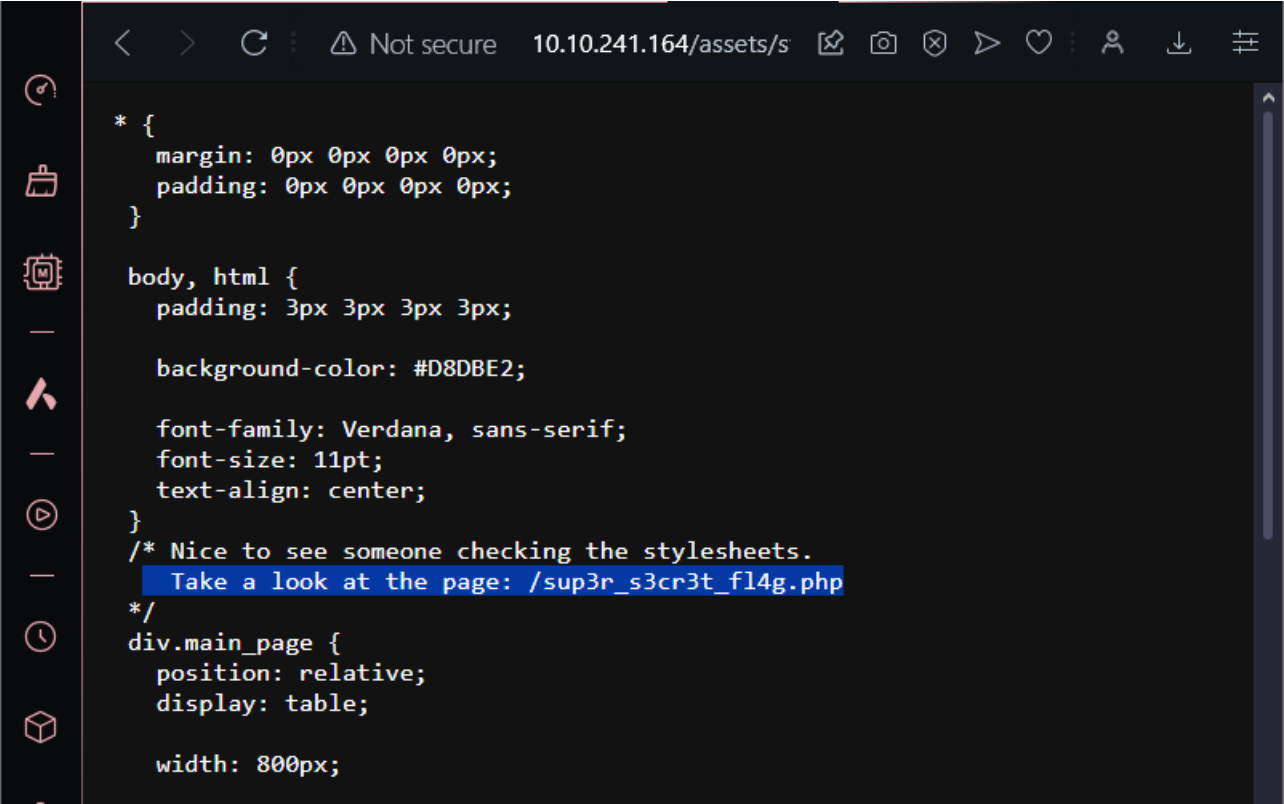 Not secure 10.10.241.164/assets/s
* {
margin: 0px 0px 0px 0px;
padding: 0px 0px 0px 0px;
}
body, html {
padding: 3px 3px 3px 3px;
background-color: #D8DBE2;
font-family: Verdana, sans-serif;
font-size: 11pt;
text-align: center;
}
/* Nice to see someone checking the stylesheets.
Take a look at the page: /sup3r_s3cr3t_fl4g.php
*/
div.main_page {
position: relative;
display: table;
width: 800px;